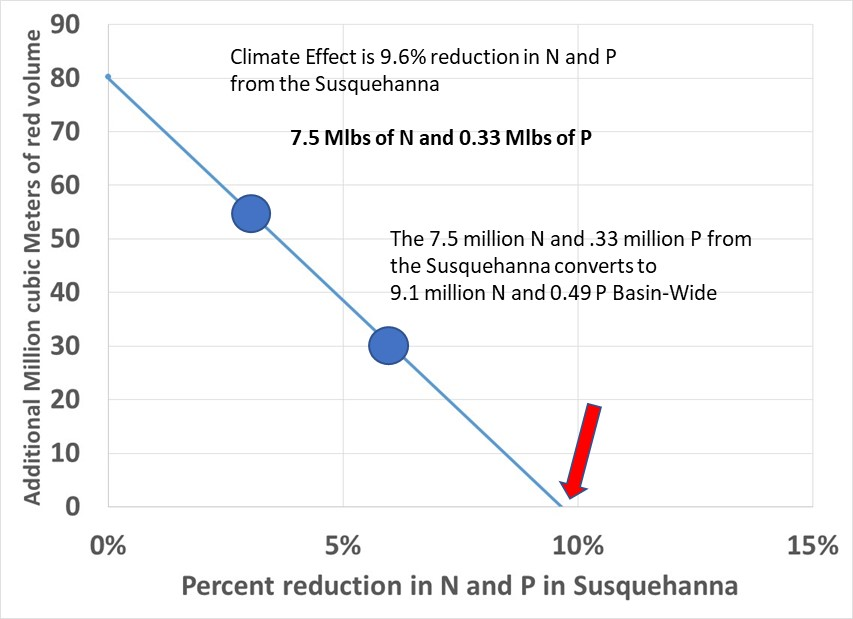 90
80
70
60
50
40
30
20
10
0
Additional Million cubic Meters of red volume
Climate Effect is 9.6% reduction in N and P
from the Susquehanna
7.5 Mlbs of N and 0.33 Mlbs of P
The 7.5 million N and .33 million P from
the Susquehanna converts to
9.1 million N and 0.49 P Basin-Wide
0%
5%
10%
15%
Percent reduction in N and P in Susquehanna